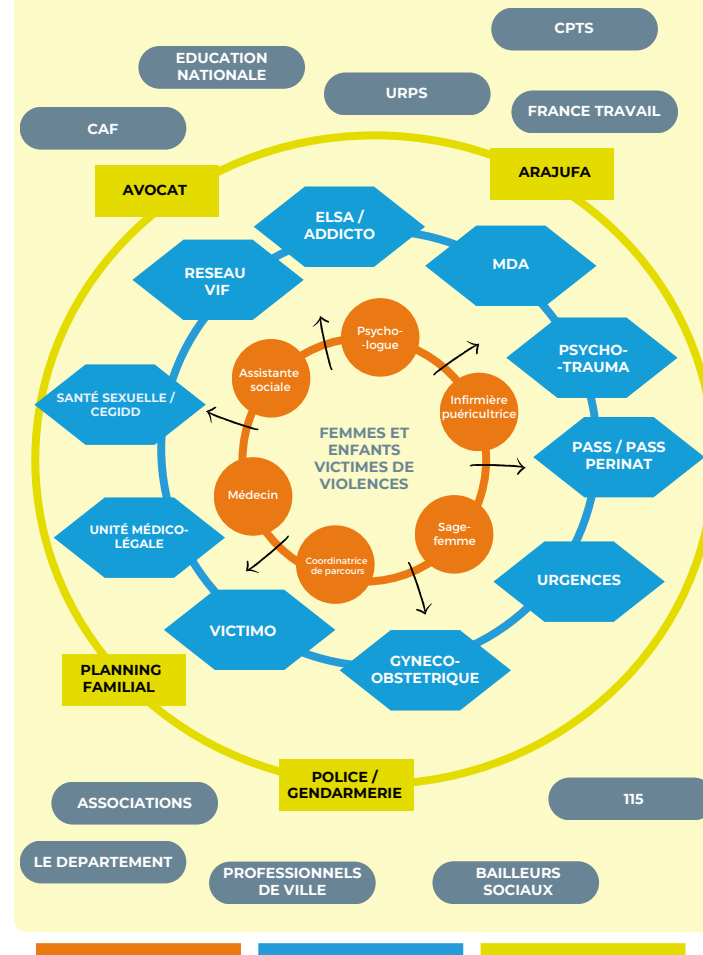 CPTS
EDUCATION
NATIONALE
URPS
FRANCE TRAVAIL
CAF
AVOCAT
ARAJUFA
ELSA /
ADDICTO
RESEAU
VIF
MDA
Psycho-
-logue
PSYCHO-
-TRAUMA
Assistante
sociale
SANTÉ SEXUELLE /
CEGIDD
Infirmière
puéricultrice
FEMMES ET
ENFANTS
VICTIMES DE
VIOLENCES
PASS / PASS
PERINAT
Médecin
UNITÉ MÉDICO-
LÉGALE
Sage-
femme
Coordinatrice
de parcours
URGENCES
VICTIMO
GYNECO-
OBSTETRIQUE
PLANNING
FAMILIAL
POLICE /
GENDARMERIE
ASSOCIATIONS
115
LE DEPARTEMENT
PROFESSIONNELS
DE VILLE
BAILLEURS
SOCIAUX